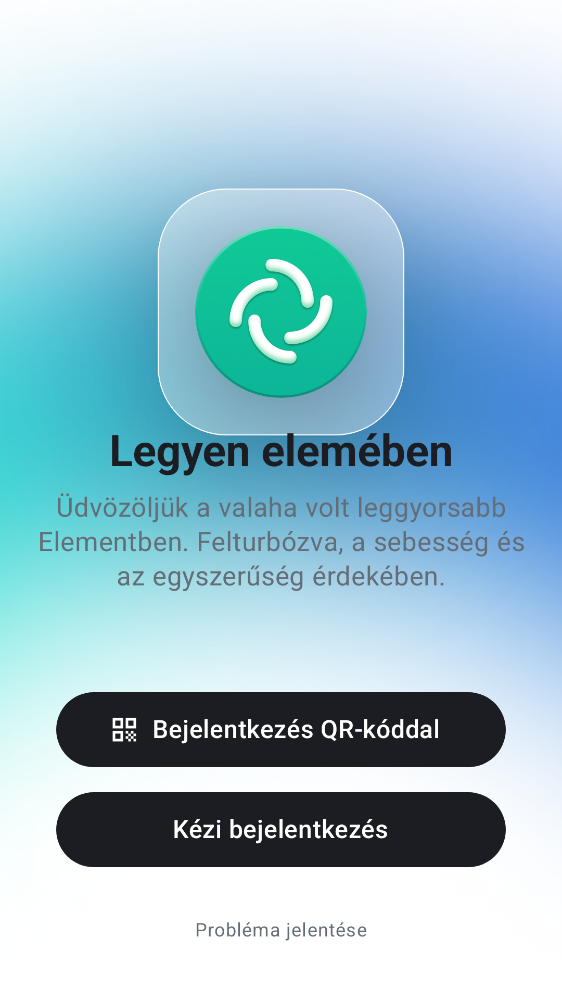 Legyen elemében
Üdvözöljük a valaha volt leggyorsabb
Elementben. Felturbózva, a sebesség és
az egyszerűség érdekében.
Bejelentkezés QR-kóddal
Kézi bejelentkezés
Probléma jelentése